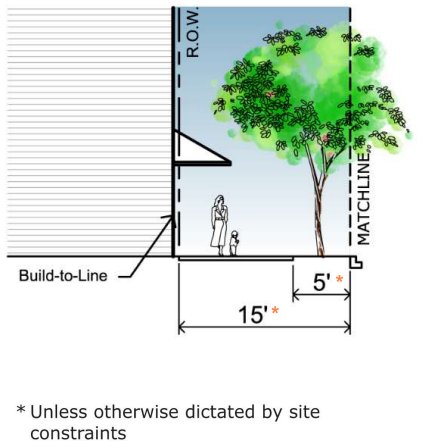 R.O.W.
MATCHLINE
Build-to-Line
5' *
15' *
* Unless otherwise dictated by site
constraints